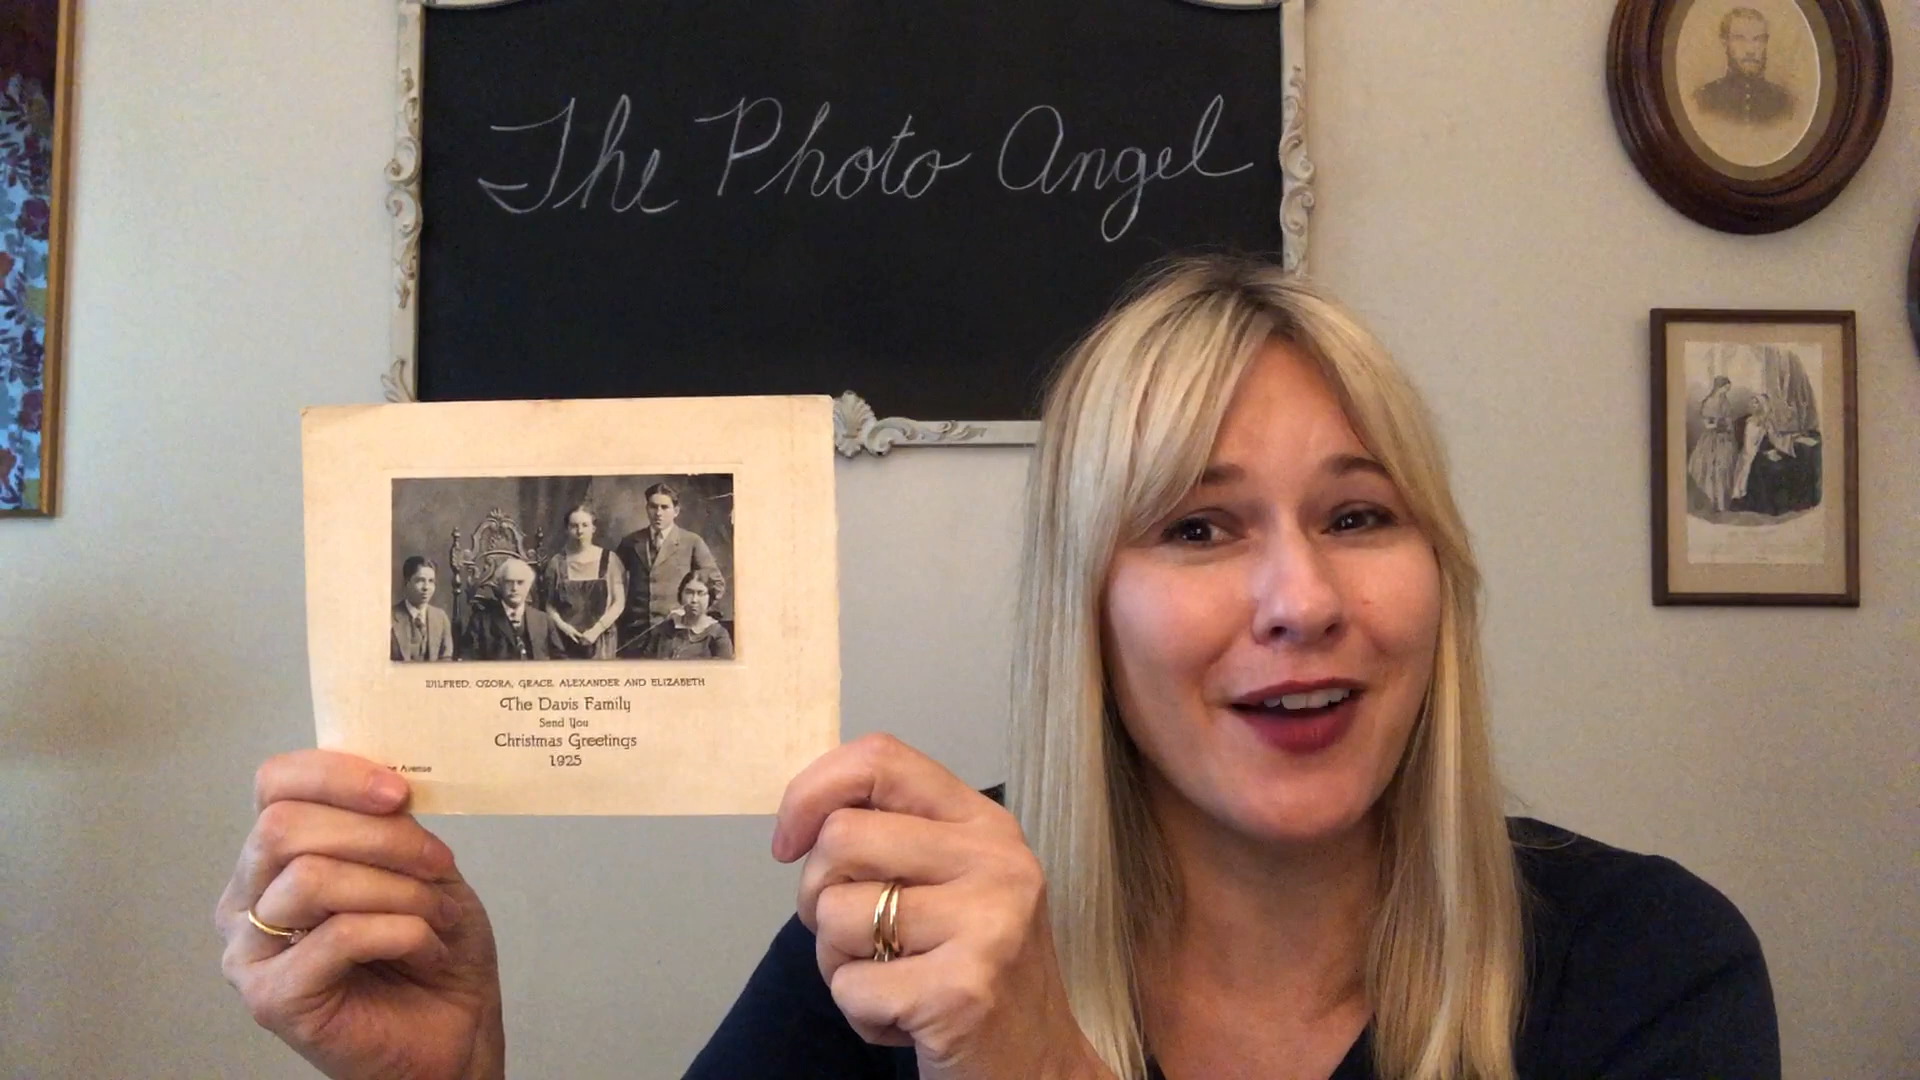 The Photo Angel
WILFRED, OZORA, GRACE, ALEXANDER AND ELIZABETH
The Davis Family
Send You
Christmas Greetings
1925
Avenue